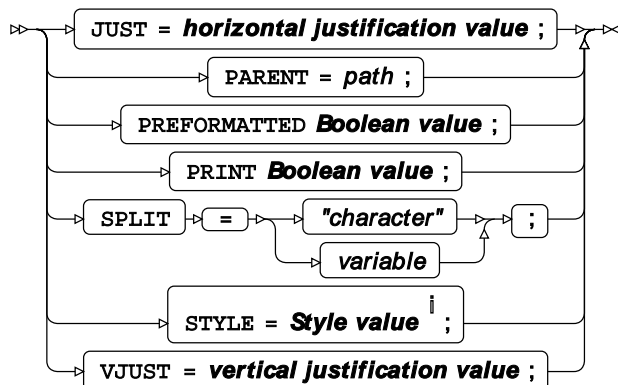 JUST = horizontal justification value ;
PARENT = path ;
PREFORMATTED Boolean value ;
PRINT Boolean value ;
SPLIT = "character" ;
variable
STYLE = Style value i ;
VJUST = vertical justification value ;